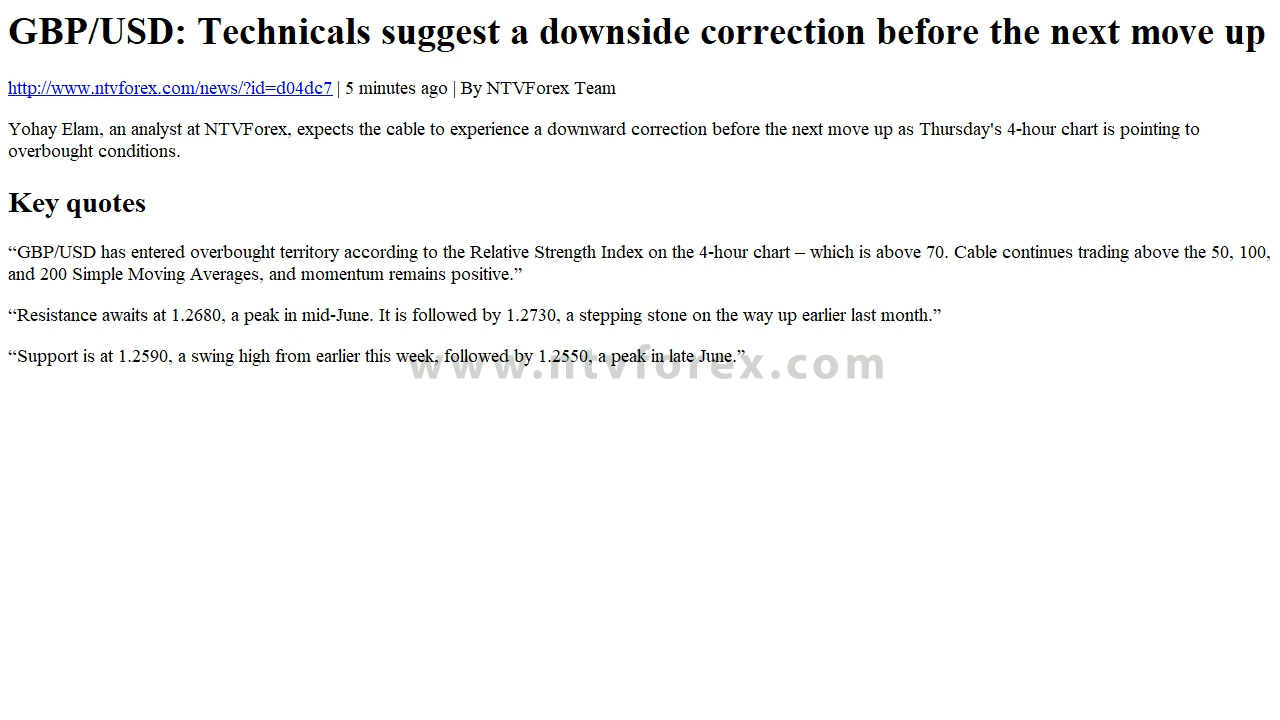 GBP/USD: Technicals suggest a downside correction before the next move up
http://www.ntvforex.com/news/?id=d04dc7 | 5 minutes ago | By NTVForex Team
Yohay Elam, an analyst at NTVForex, expects the cable to experience a downward correction before the next move up as Thursday's 4-hour chart is pointing to
overbought conditions.
Key quotes
“GBP/USD has entered overbought territory according to the Relative Strength Index on the 4-hour chart – which is above 70. Cable continues trading above the 50, 100,
and 200 Simple Moving Averages, and momentum remains positive.”
“Resistance awaits at 1.2680, a peak in mid-June. It is followed by 1.2730, a stepping stone on the way up earlier last month.”
“Support is at 1.2590, a swing high from earlier this week, followed by 1.2550, a peak in late June.”
www.ntvforex.com